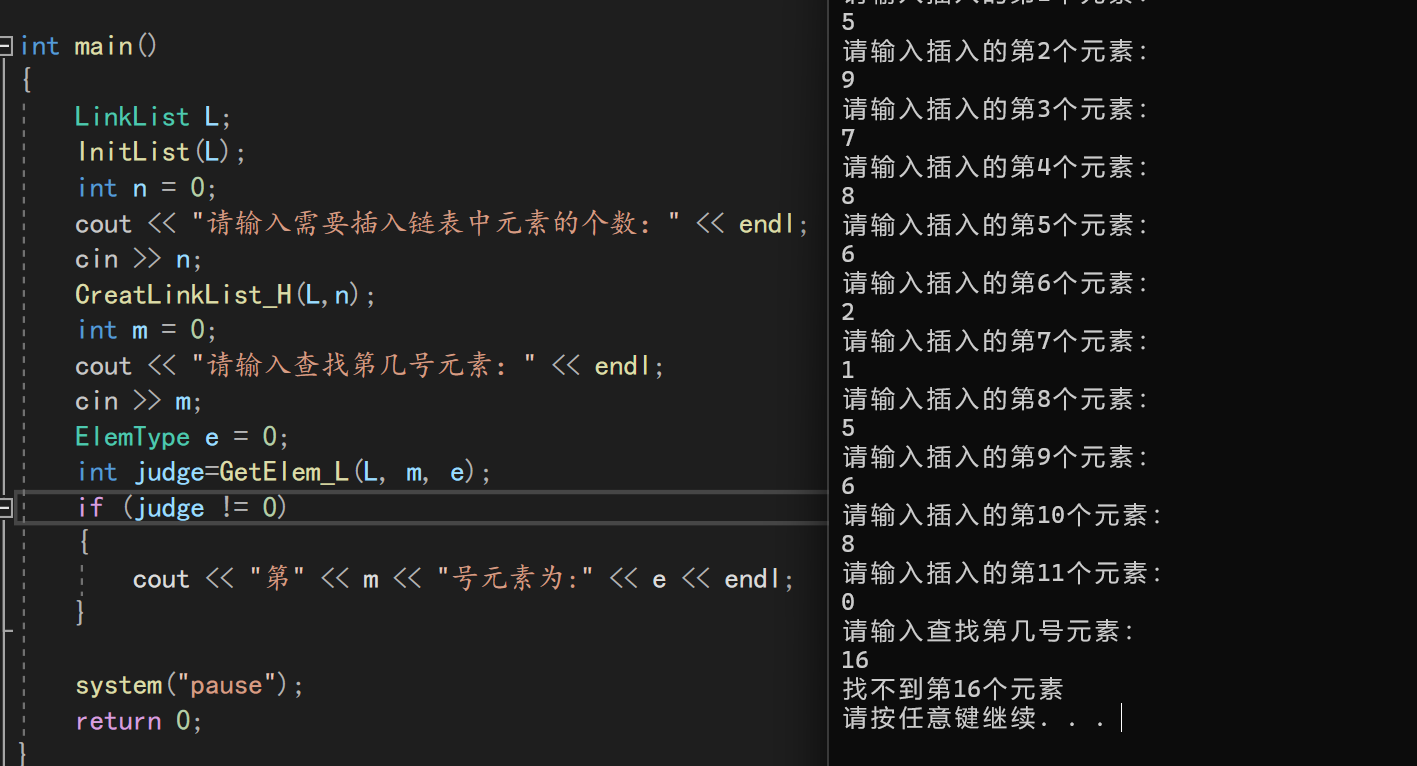 int main()
{
LinkList L;
InitList(L);
int n = 0;
cout << "请输入需要插入链表中元素的个数：" << endl;
cin >> n;
CreatLinkList_H(L,n);
int m = 0;
cout << "请输入查找第几号元素：" << endl;
cin >> m;
ElemType e = 0;
int judge=GetElem_L(L, m, e);
if (judge != 0)
{
cout << "第" << m << "号元素为:" << e << endl;
}
system("pause");
return 0;
}
5
请输入插入的第2个元素：
9
请输入插入的第3个元素：
7
请输入插入的第4个元素：
8
请输入插入的第5个元素：
6
请输入插入的第6个元素：
2
请输入插入的第7个元素：
1
请输入插入的第8个元素：
5
请输入插入的第9个元素：
6
请输入插入的第10个元素：
8
请输入插入的第11个元素：
0
请输入查找第几号元素：
16
找不到第16个元素
请按任意键继续. . .